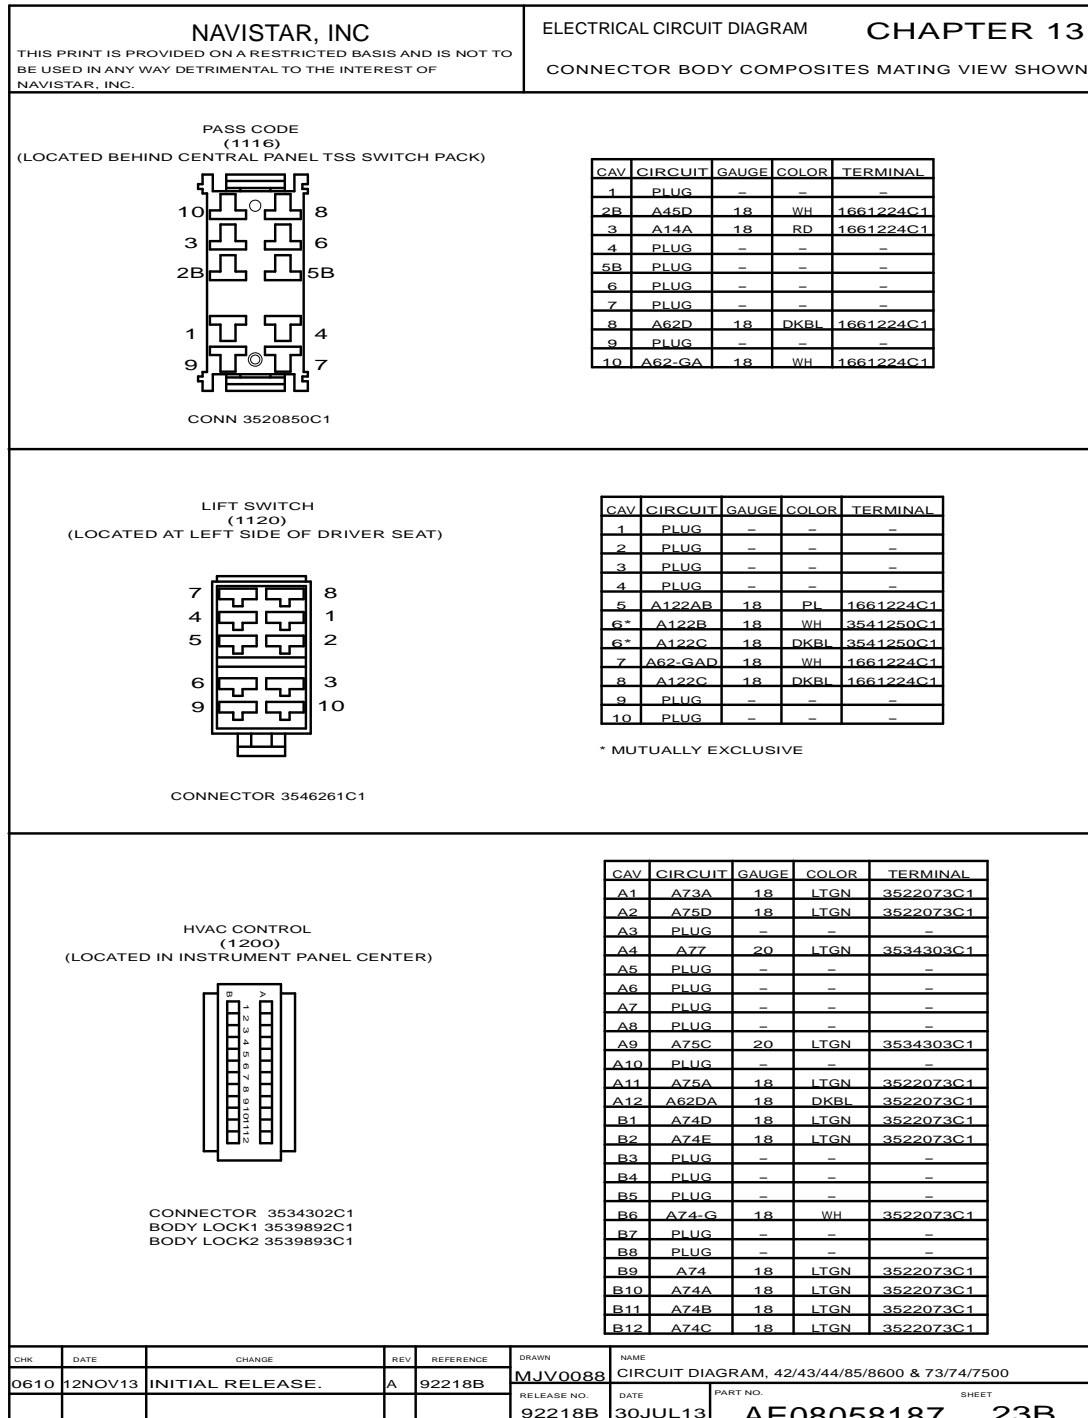 NAVISTAR, INC
THIS PRINT IS PROVIDED ON A RESTRICTED BASIS AND IS NOT TO
BE USED IN ANY WAY DETRIMENTAL TO THE INTEREST OF
NAVISTAR, INC.
ELECTRICAL CIRCUIT DIAGRAM CHAPTER 13
CONNECTOR BODY COMPOSITES MATING VIEW SHOWN
PASS CODE
(1116)
(LOCATED BEHIND CENTRAL PANEL TSS SWITCH PACK)
10 8
3 6
2B 5B
1 4
9 7
CONN 3520850C1
CAV CIRCUIT GAUGE COLOR TERMINAL
1 PLUG – – –
2B A45D 18 WH 1661224C1
3 A14A 18 RD 1661224C1
4 PLUG – – –
5B PLUG – – –
6 PLUG – – –
7 PLUG – – –
8 A62D 18 DKBL 1661224C1
9 PLUG – – –
10 A62-GA 18 WH 1661224C1
LIFT SWITCH
(1120)
(LOCATED AT LEFT SIDE OF DRIVER SEAT)
7 8
4 1
5 2
6 3
9 10
CONNECTOR 3546261C1
CAV CIRCUIT GAUGE COLOR TERMINAL
1 PLUG – – –
2 PLUG – – –
3 PLUG – – –
4 PLUG – – –
5 A122AB 18 PL 1661224C1
6* A122B 18 WH 3541250C1
6* A122C 18 DKBL 3541250C1
7 A62-GAD 18 WH 1661224C1
8 A122C 18 DKBL 1661224C1
9 PLUG – – –
10 PLUG – – –
* MUTUALLY EXCLUSIVE
HVAC CONTROL
(1200)
(LOCATED IN INSTRUMENT PANEL CENTER)
B A
1 2 3 4 5 6 7 8 9 10 11 12
CONNECTOR 3534302C1
BODY LOCK1 3539892C1
BODY LOCK2 3539893C1
CAV CIRCUIT GAUGE COLOR TERMINAL
A1 A73A 18 LTGN 3522073C1
A2 A75D 18 LTGN 3522073C1
A3 PLUG – – –
A4 A77 20 LTGN 3534303C1
A5 PLUG – – –
A6 PLUG – – –
A7 PLUG – – –
A8 PLUG – – –
A9 A75C 20 LTGN 3534303C1
A10 PLUG – – –
A11 A75A 18 LTGN 3522073C1
A12 A62DA 18 DKBL 3522073C1
B1 A74D 18 LTGN 3522073C1
B2 A74E 18 LTGN 3522073C1
B3 PLUG – – –
B4 PLUG – – –
B5 PLUG – – –
B6 A74-G 18 WH 3522073C1
B7 PLUG – – –
B8 PLUG – – –
B9 A74 18 LTGN 3522073C1
B10 A74A 18 LTGN 3522073C1
B11 A74B 18 LTGN 3522073C1
B12 A74C 18 LTGN 3522073C1
CHK DATE CHANGE REV REFERENCE
0610 12NOV13 INITIAL RELEASE. A 92218B
DRAWN
MJV0088
NAME
CIRCUIT DIAGRAM, 42/43/44/85/8600 & 73/74/7500
RELEASE NO. DATE PART NO. SHEET
92218B 30JUL13 AE08058187 23B